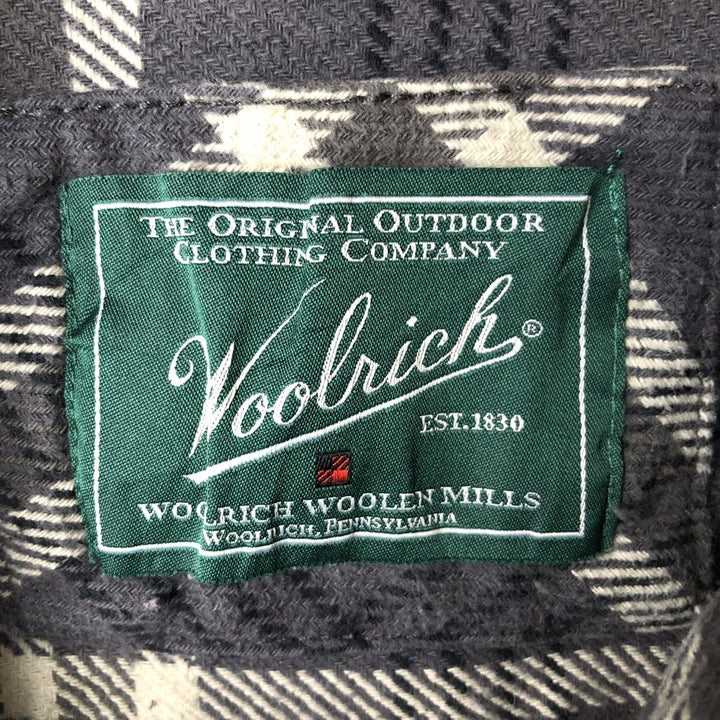 THE ORIGINAL OUTDOOR
CLOTHING COMPANY
Woolrich®
EST.1830
WOOLRICH WOOLEN MILLS
WOOLRICH, PENNSYLVANIA